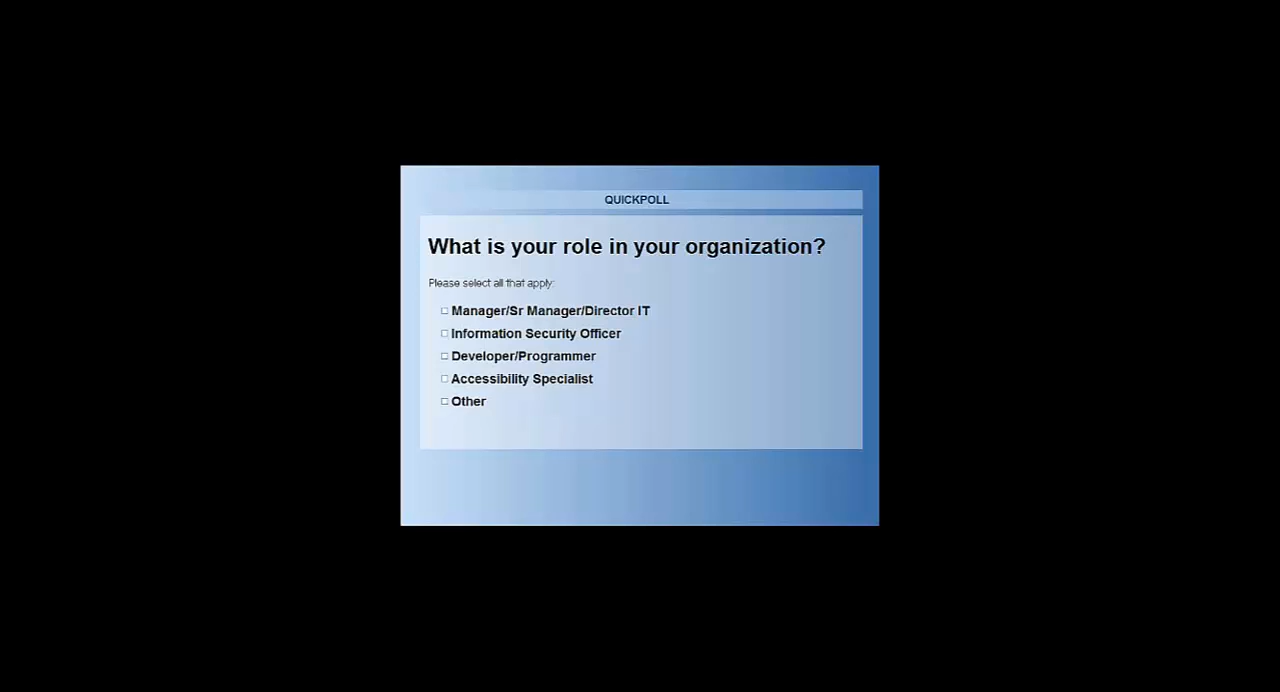 QUICKPOLL
What is your role in your organization?
Please select all that apply:
Manager/Sr Manager/Director IT
Information Security Officer
Developer/Programmer
Accessibility Specialist
Other